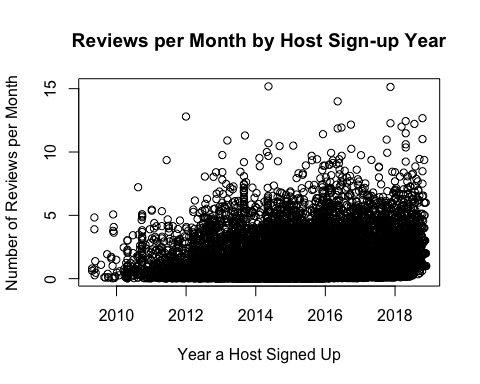 Reviews per Month by Host Sign-up Year
Number of Reviews per Month
15
10
5
0
2010 2012 2014 2016 2018
Year a Host Signed Up